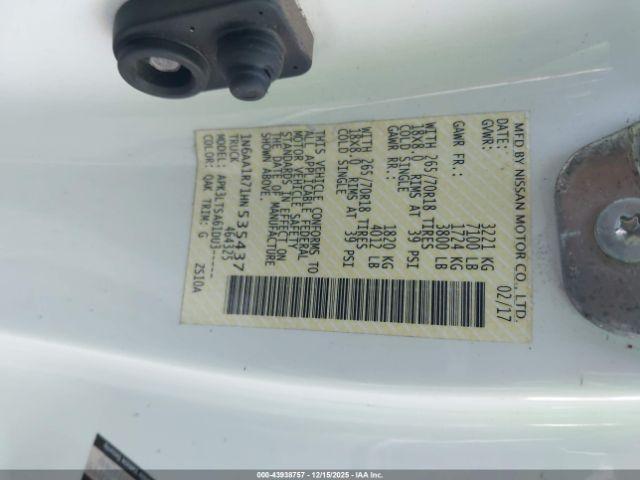 MFD BY NISSAN MOTOR CO., LTD.
DATE: 02/17
GVWR: 3221 KG
7100 LB
GAWR FR: 1724 KG
3800 LB
WITH 265/70R18 TIRES
18x8.0 RIMS AT 39 PSI
COLD SINGLE
GAWR RR: 1820 KG
4012 LB
WITH 265/70R18 TIRES
18x8.0 RIMS AT 39 PSI
COLD SINGLE
THIS VEHICLE CONFORMS TO
ALL APPLICABLE FEDERAL
MOTOR VEHICLE SAFETY
STANDARDS IN EFFECT ON
THE DATE OF MANUFACTURE
SHOWN ABOVE.
1N6AA1R71HN535437
TRUCK 464325
APK3LTSA61DU3-----
COLOR: QAK TRIM: G 2S10A
000-43938757 - 12/15/2025 - IAA, Inc.